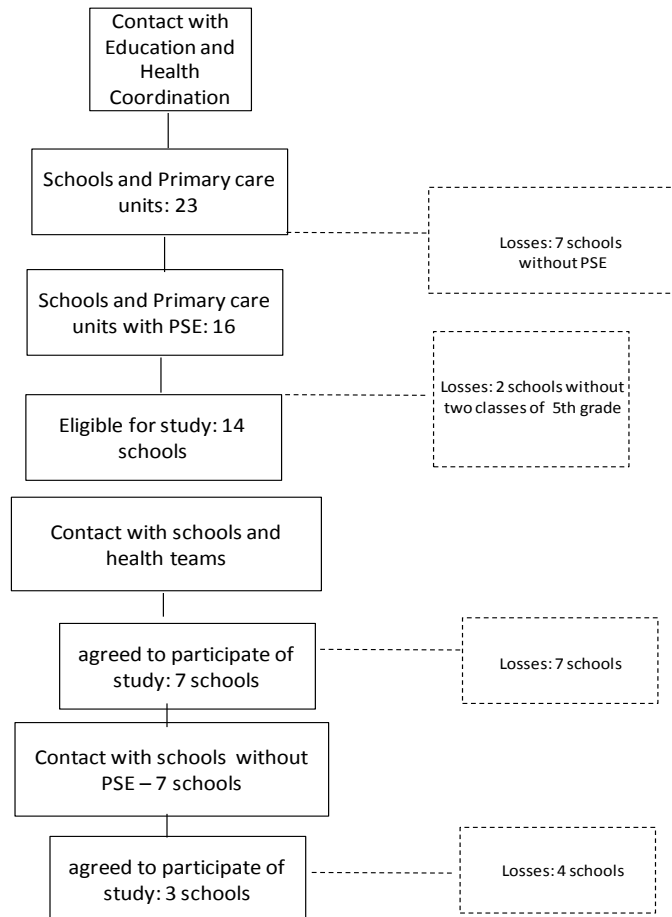 Contact with
Education and
Health
Coordination
Schools and Primary care
units: 23
Losses: 7 schools
without PSE
Schools and Primary care
units with PSE: 16
Losses: 2 schools without
two classes of 5th grade
Eligible for study: 14
schools
Contact with schools and
health teams
agreed to participate of
study: 7 schools
Losses: 7 schools
Contact with schools without
PSE – 7 schools
agreed to participate of
study: 3 schools
Losses: 4 schools